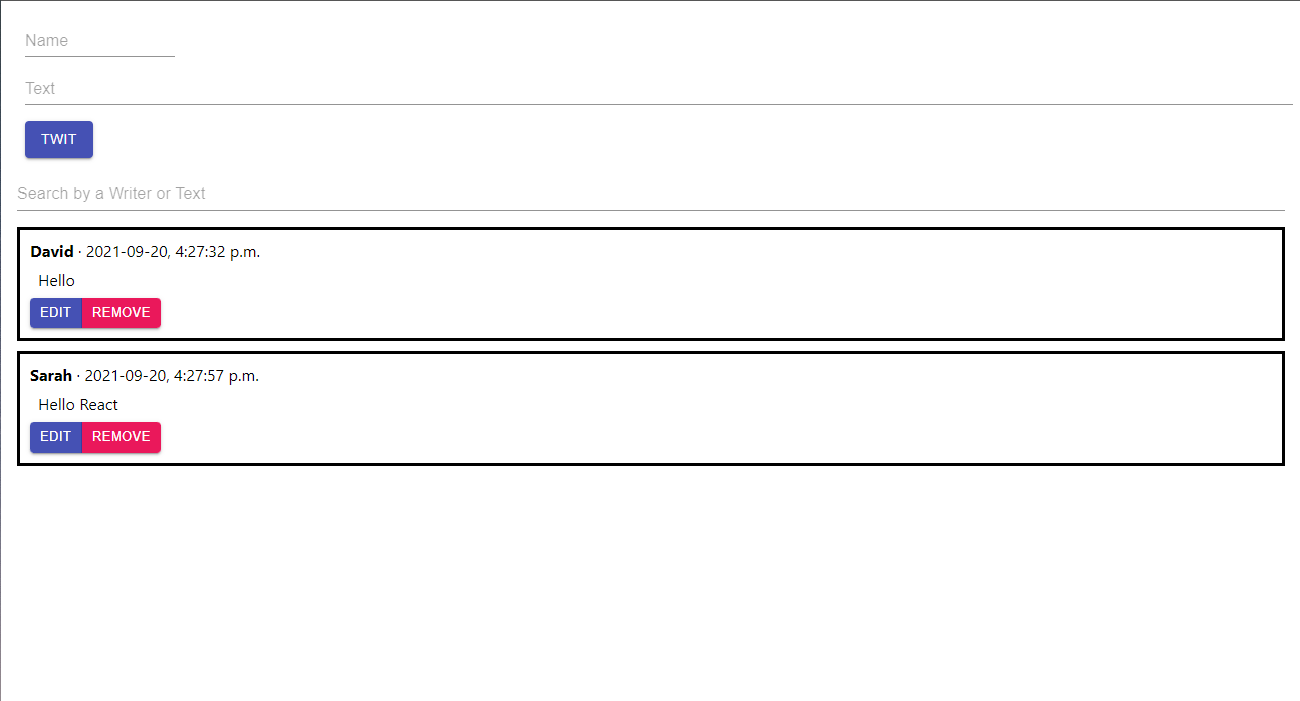 Name
Text
TWIT
Search by a Writer or Text
David · 2021-09-20, 4:27:32 p.m.
Hello
EDIT REMOVE
Sarah · 2021-09-20, 4:27:57 p.m.
Hello React
EDIT REMOVE